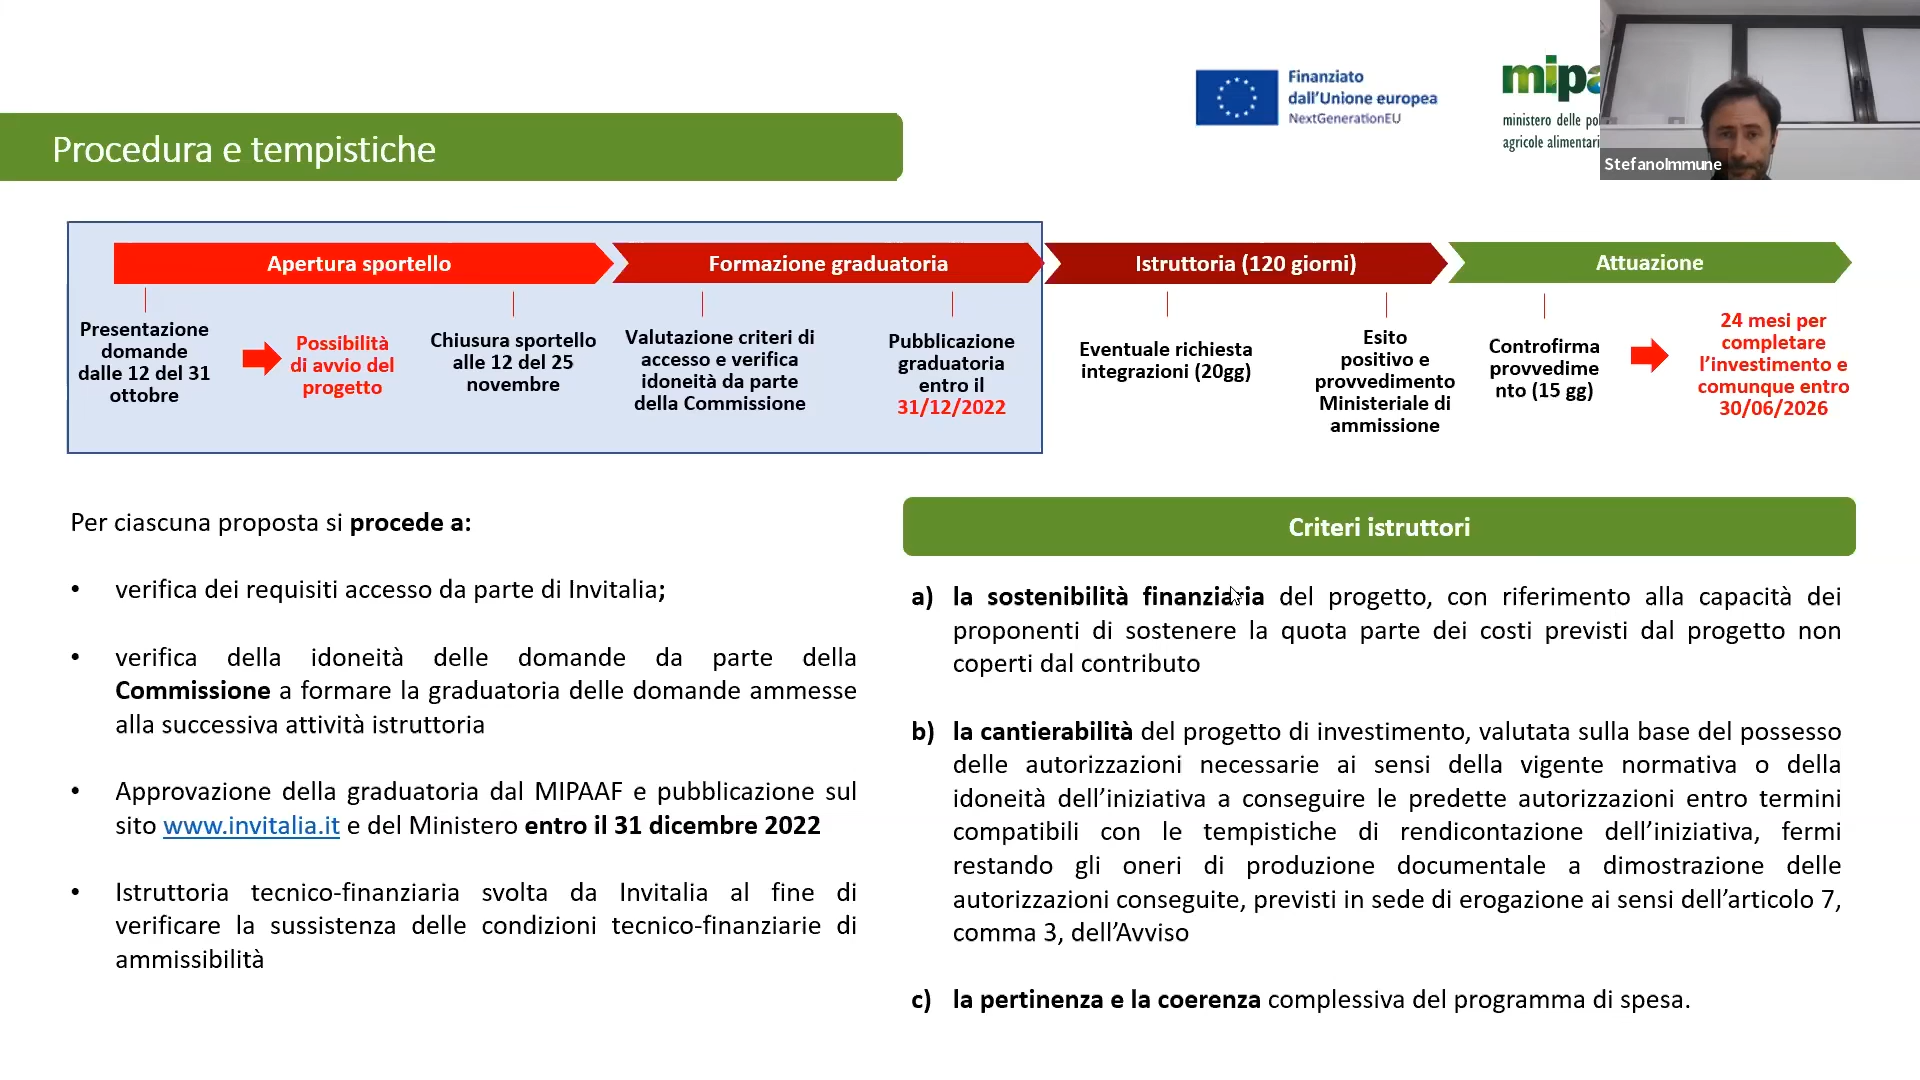 Finanziato
dall'Unione europea
NextGenerationEU
mipa
ministero delle pol
agricole alimentari
StefanoImmune
Procedura e tempistiche
Apertura sportello
Formazione graduatoria
Istruttoria (120 giorni)
Attuazione
Presentazione
domande
dalle 12 del 31
ottobre
Possibilità
di avvio del
progetto
Chiusura sportello
alle 12 del 25
novembre
Valutazione criteri di
accesso e verifica
idoneità da parte
della Commissione
Pubblicazione
graduatoria
entro il
31/12/2022
Eventuale richiesta
integrazioni (20gg)
Esito
positivo e
provvedimento
Ministeriale di
ammissione
Controfirma
provvedime
nto (15 gg)
24 mesi per
completare
l'investimento e
comunque entro
30/06/2026
Per ciascuna proposta si procede a:
• verifica dei requisiti accesso da parte di Invitalia;
• verifica della idoneità delle domande da parte della
Commissione a formare la graduatoria delle domande ammesse
alla successiva attività istruttoria
• Approvazione della graduatoria dal MIPAAF e pubblicazione sul
sito www.invitalia.it e del Ministero entro il 31 dicembre 2022
• Istruttoria tecnico-finanziaria svolta da Invitalia al fine di
verificare la sussistenza delle condizioni tecnico-finanziarie di
ammissibilità
Criteri istruttori
a) la sostenibilità finanziaria del progetto, con riferimento alla capacità dei
proponenti di sostenere la quota parte dei costi previsti dal progetto non
coperti dal contributo
b) la cantierabilità del progetto di investimento, valutata sulla base del possesso
delle autorizzazioni necessarie ai sensi della vigente normativa o della
idoneità dell'iniziativa a conseguire le predette autorizzazioni entro termini
compatibili con le tempistiche di rendicontazione dell'iniziativa, fermi
restando gli oneri di produzione documentale a dimostrazione delle
autorizzazioni conseguite, previsti in sede di erogazione ai sensi dell'articolo 7,
comma 3, dell'Avviso
c) la pertinenza e la coerenza complessiva del programma di spesa.